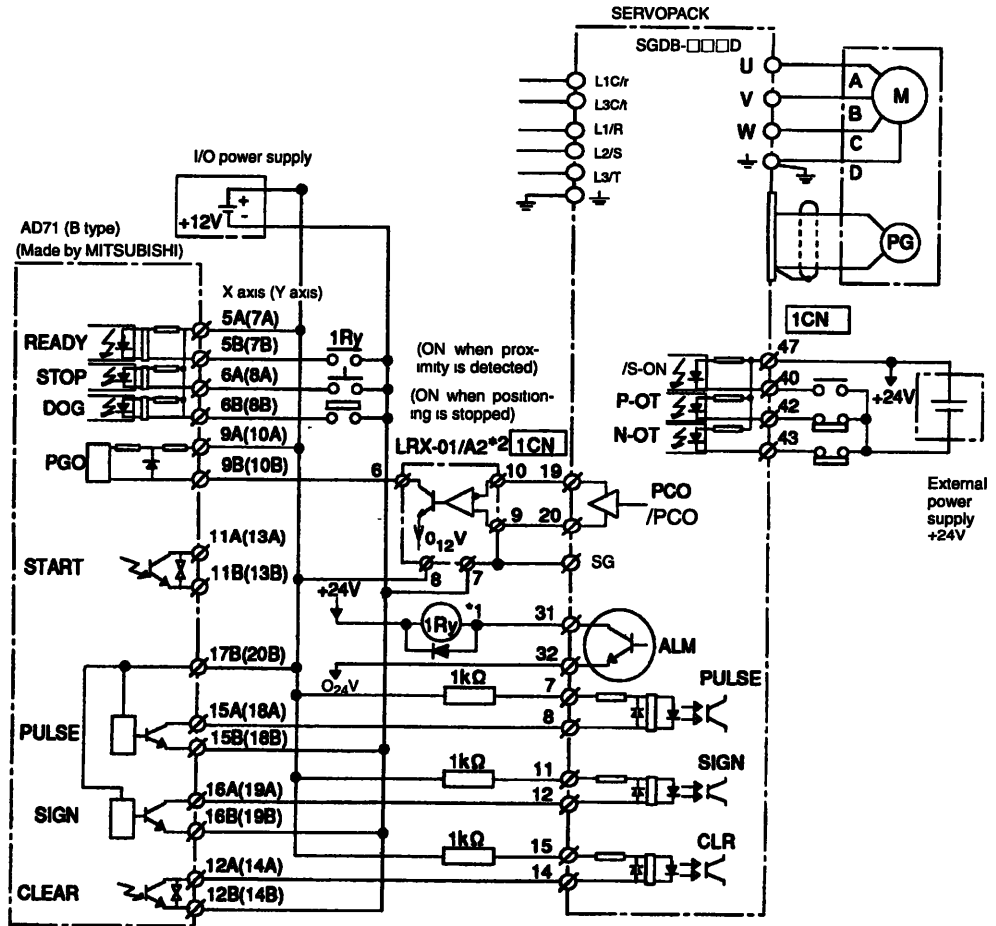 SERVOPACK
SGDB-□□□D
L1C/r
L3C/t
L1/R
L2/S
L3/T
U
V
W
A
B
C
D
M
PG
I/O power supply
+
-
+12V
AD71 (B type)
(Made by MITSUBISHI)
X axis (Y axis)
READY
STOP
DOG
PGO
START
PULSE
SIGN
CLEAR
5A(7A)
5B(7B)
6A(8A)
6B(8B)
9A(10A)
9B(10B)
11A(13A)
11B(13B)
17B(20B)
15A(18A)
15B(18B)
16A(19A)
16B(19B)
12A(14A)
12B(14B)
1Ry
(ON when prox-
imity is detected)
(ON when position-
ing is stopped)
LRX-01/A2*2
1CN
6
10
19
9
20
0₁₂V
8
7
PCO
/PCO
SG
+24V
1Ry
*1
31
32
ALM
0₂₄V
1kΩ
7
8
PULSE
1kΩ
11
12
SIGN
1kΩ
15
14
CLR
1CN
47
/S-ON
40
P-OT
42
N-OT
43
+24V
External
power
supply
+24V